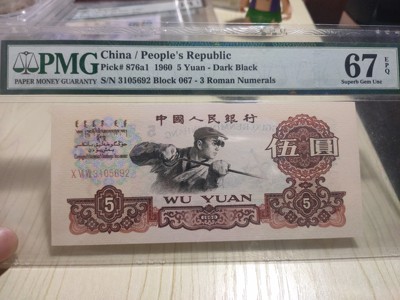 PMG
PAPER MONEY GUARANTY
China / People's Republic
Pick# 876a1 1960 5 Yuan - Dark Black
S/N 3105692 Block 067 - 3 Roman Numerals
67 EPQ
Superb Gem Unc
中國人民銀行
伍圓
3105692
5
WU YUAN
5